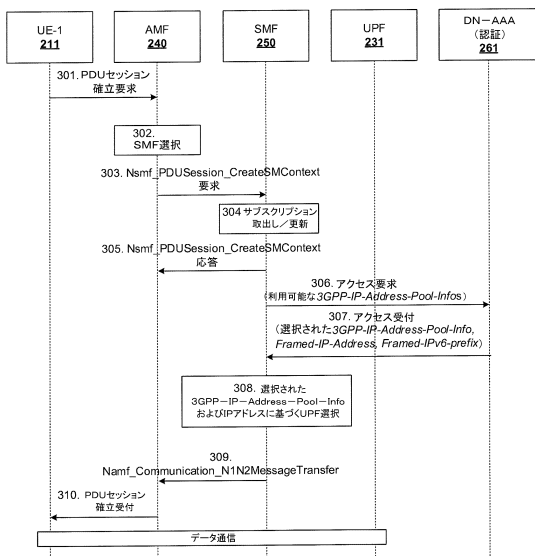 UE-1
211
AMF
240
SMF
250
UPF
231
DN-AAA
(認証)
261
301. PDUセッション
確立要求
302.
SMF選択
303. Nsmf_PDUSession_CreateSMContext
要求
304 サブスクリプション
取出し/更新
305. Nsmf_PDUSession_CreateSMContext
応答
306. アクセス要求
(利用可能な3GPP-IP-Address-Pool-Infos)
307. アクセス受付
(選択された3GPP-IP-Address-Pool-Info,
Framed-IP-Address, Framed-IPv6-prefix)
308. 選択された
3GPP-IP-Address-Pool-Info
およびIPアドレスに基づくUPF選択
309.
Namf_Communication_N1N2MessageTransfer
310. PDUセッション
確立受付
データ通信